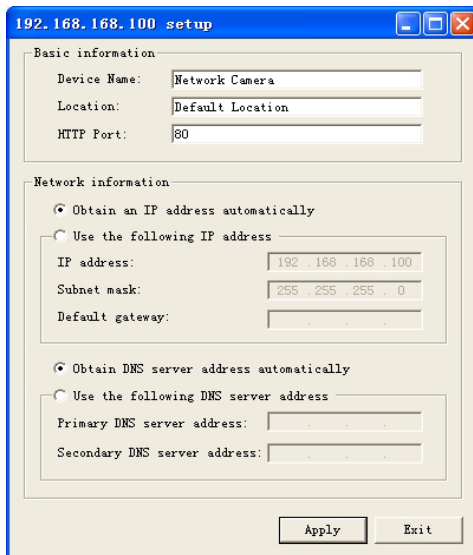 192.168.168.100 setup
Basic information
Device Name: Network Camera
Location: Default Location
HTTP Port: 80
Network information
Obtain an IP address automatically
Use the following IP address
IP address: 192 . 168 . 168 . 100
Subnet mask: 255 . 255 . 255 . 0
Default gateway: . . .
Obtain DNS server address automatically
Use the following DNS server address
Primary DNS server address: . . .
Secondary DNS server address: . . .
Apply Exit